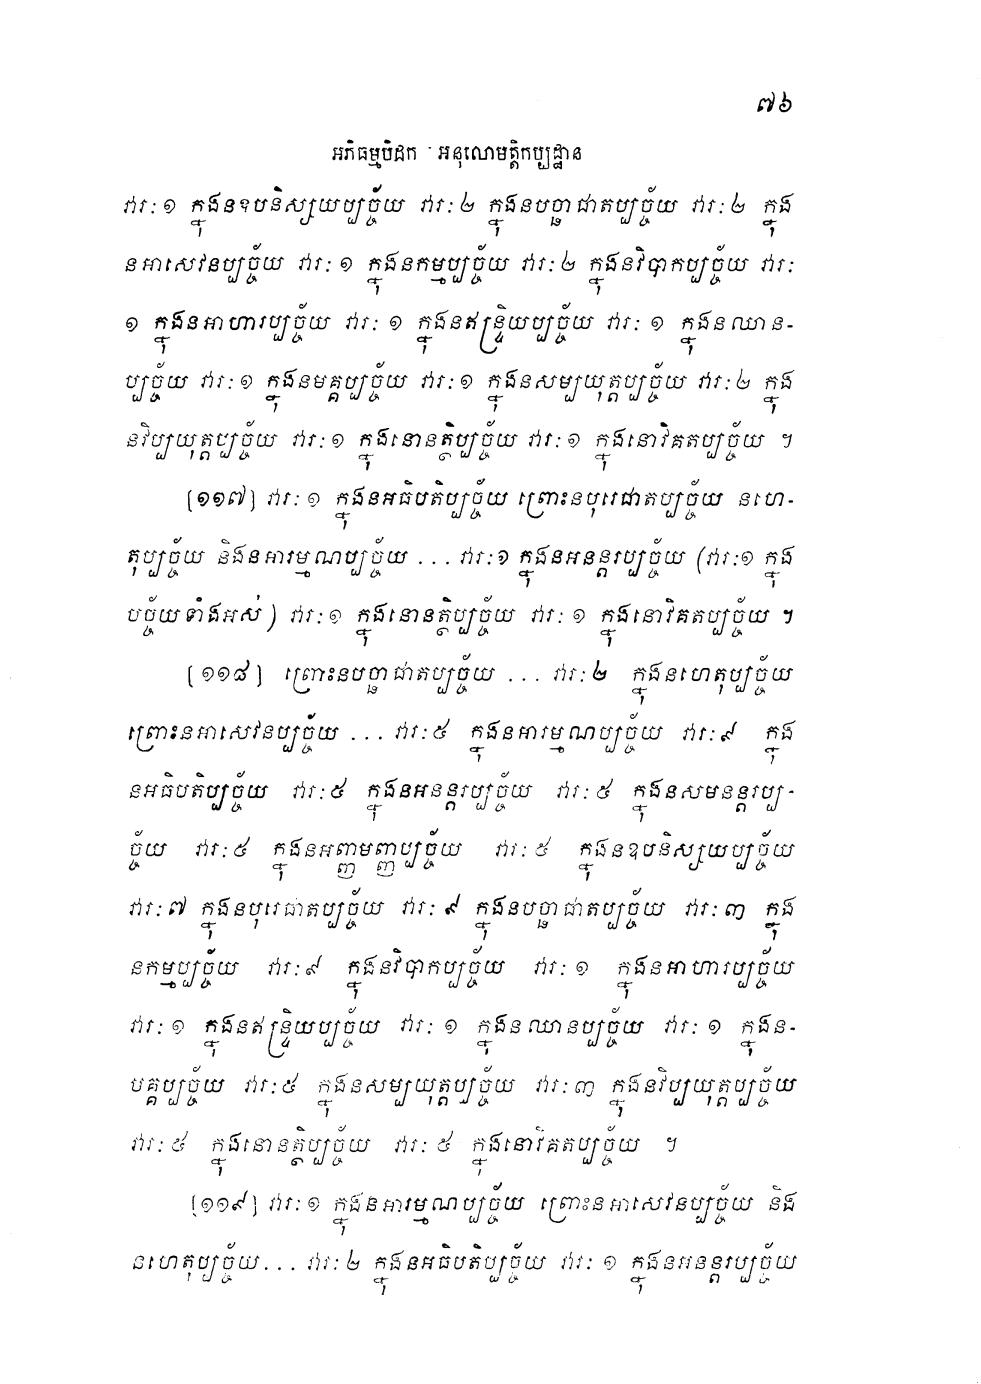 ៧៦
អភិធម្មបិដក អនុលោមត្តិកប្បដ្ឋាន
វារៈ១ ក្នុងនឧបនិស្សយប្បច្ច័យ វារៈ២ ក្នុងនបច្ឆាជាតប្បច្ច័យ វារៈ២ ក្នុង
នអាសេវនប្បច្ច័យ វារៈ ១ ក្នុងនកម្មប្បច្ច័យ វារៈ២ ក្នុងនវិបាកប្បច្ច័យ វារៈ
១ ក្នុងនអាហារប្បច្ច័យ វារៈ ១ ក្នុងនឥន្ទ្រិយប្បច្ច័យ វារៈ ១ ក្នុងនឈាន-
ប្បច្ច័យ វារៈ១ ក្នុងនមគ្គប្បច្ច័យ វារៈ១ ក្នុងនសម្បយុត្តប្បច្ច័យ វារៈ២ ក្នុង
នវិប្បយុត្តប្បច្ច័យ វារៈ១ ក្នុងនោនត្ថិប្បច្ច័យ វារៈ១ ក្នុងនោវិគតប្បច្ច័យ ។
[១១៧] វារៈ១ ក្នុងនអធិបតិប្បច្ច័យ ព្រោះនបុរេជាតប្បច្ច័យ នហេ-
តុប្បច្ច័យ និងនអារម្មណប្បច្ច័យ ... វារៈ១ ក្នុងនអនន្តរប្បច្ច័យ (វារៈ១ ក្នុង
បច្ច័យទាំងអស់) វារៈ១ ក្នុងនោនត្ថិប្បច្ច័យ វារៈ ១ ក្នុងនោវិគតប្បច្ច័យ ។
[១១៨] ព្រោះនបច្ឆាជាតប្បច្ច័យ ... វារៈ២ ក្នុងនហេតុប្បច្ច័យ
ព្រោះនអាសេវនប្បច្ច័យ ... វារៈ៥ ក្នុងនអារម្មណប្បច្ច័យ វារៈ៩ ក្នុង
នអធិបតិប្បច្ច័យ វារៈ៥ ក្នុងនអនន្តរប្បច្ច័យ វារៈ៥ ក្នុងនសមនន្តរប្ប-
ច្ច័យ វារៈ៥ ក្នុងនអញ្ញាមញ្ញប្បច្ច័យ វារៈ៥ ក្នុងនឧបនិស្សយប្បច្ច័យ
វារៈ៧ ក្នុងនបុរេជាតប្បច្ច័យ វារៈ៩ ក្នុងនបច្ឆាជាតប្បច្ច័យ វារៈ៣ ក្នុង
នកម្មប្បច្ច័យ វារៈ៩ ក្នុងនវិបាកប្បច្ច័យ វារៈ ១ ក្នុងនអាហារប្បច្ច័យ
វារៈ១ ក្នុងនឥន្ទ្រិយប្បច្ច័យ វារៈ ១ ក្នុងនឈានប្បច្ច័យ វារៈ១ ក្នុងន-
បគ្គប្បច្ច័យ វារៈ៥ ក្នុងនសម្បយុត្តប្បច្ច័យ វារៈ៣ ក្នុងនវិប្បយុត្តប្បច្ច័យ
វារៈ៥ ក្នុងនោនត្ថិប្បច្ច័យ វារៈ៥ ក្នុងនោវិគតប្បច្ច័យ ។
[១១៩] វារៈ១ ក្នុងនអារម្មណប្បច្ច័យ ព្រោះនអាសេវនប្បច្ច័យ និង
នហេតុប្បច្ច័យ... វារៈ២ ក្នុងនអធិបតិប្បច្ច័យ វារៈ ១ ក្នុងនអនន្តរប្បច្ច័យ